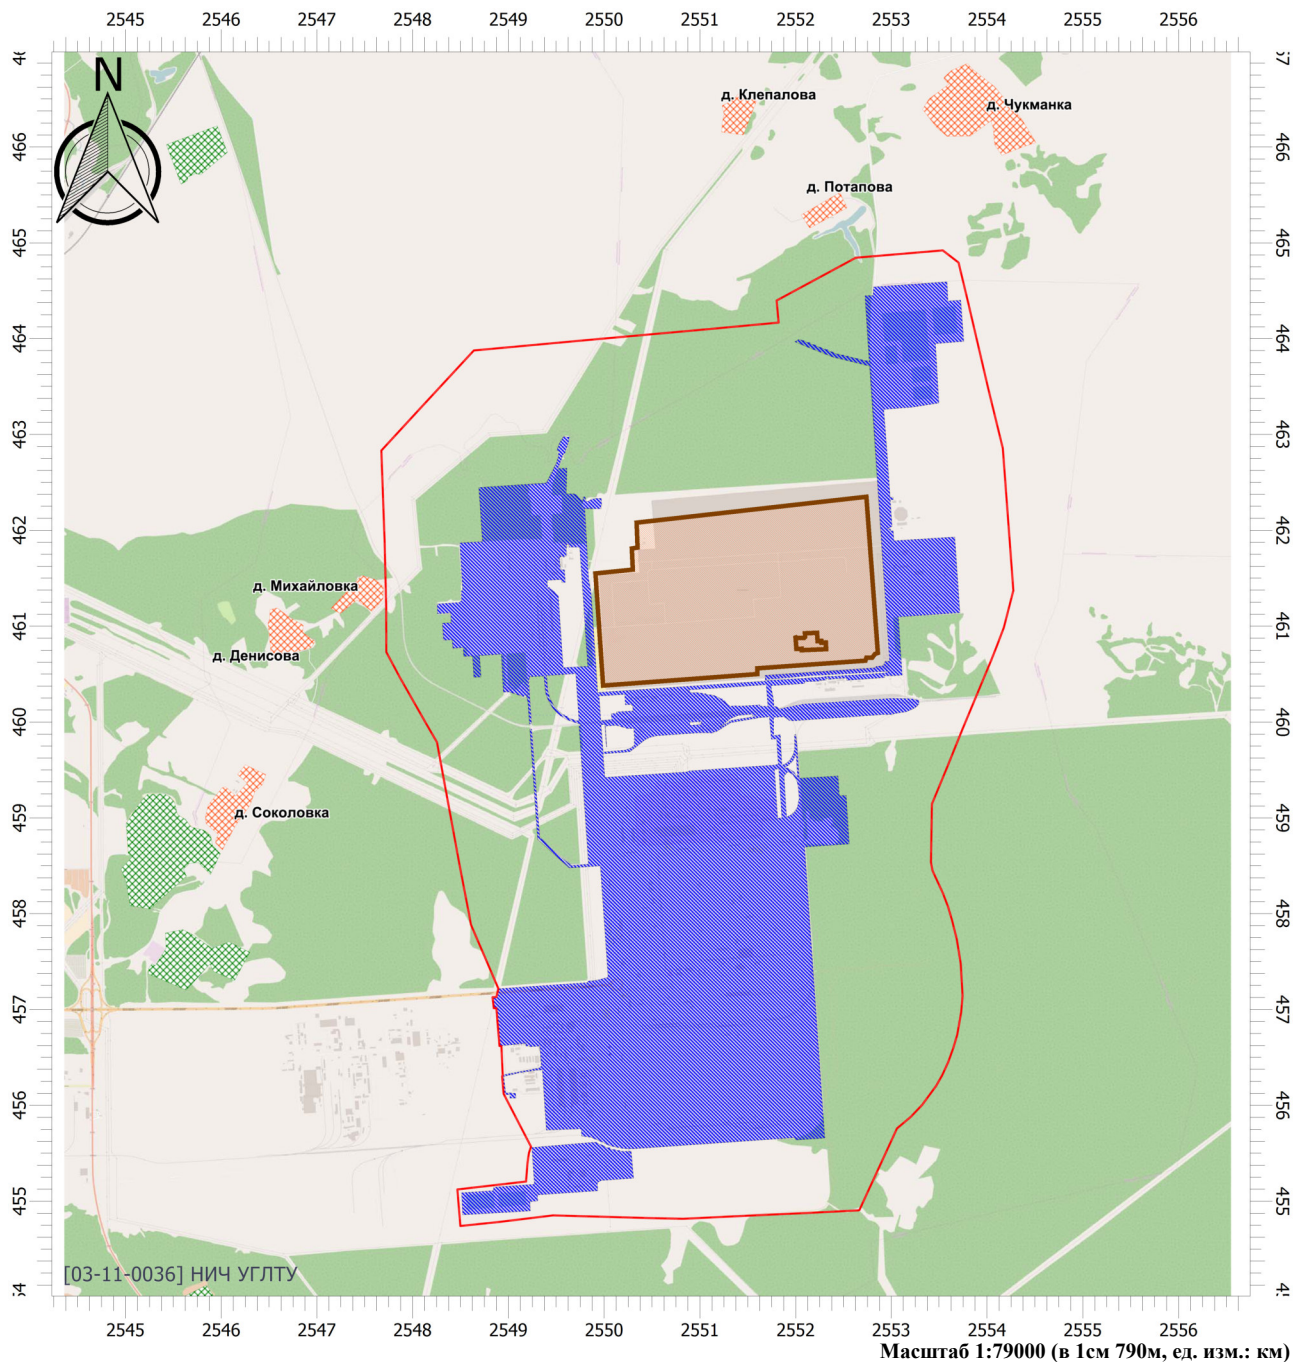 2545 2546 2547 2548 2549 2550 2551 2552 2553 2554 2555 2556
N
д. Клепалова
д. Чукманка
466 466
д. Потапова
465 465
464 464
463 463
462 462
д. Михайловка
461 461
д. Денисова
460 460
459 459
д. Соколовка
458 458
457 457
456 456
455 455
[03-11-0036] НИЧ УГЛТУ
2545 2546 2547 2548 2549 2550 2551 2552 2553 2554 2555 2556
Масштаб 1:79000 (в 1см 790м, ед. изм.: км)